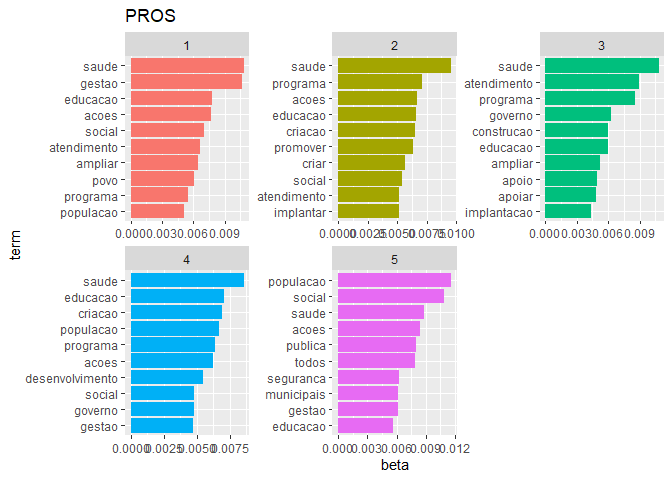 PROS
1
saude
gestao
educacao
acoes
social
atendimento
ampliar
povo
programa
populacao
0.000 0.003 0.006 0.009
2
saude
programa
acoes
educacao
criacao
promover
criar
social
atendimento
implantar
0.0000 0.0025 0.0050 0.0075 0.0100
3
saude
atendimento
programa
governo
construcao
educacao
ampliar
apoio
apoiar
implantacao
0.000 0.003 0.006 0.009
term
4
saude
educacao
criacao
populacao
programa
acoes
desenvolvimento
social
governo
gestao
0.0000 0.0025 0.0050 0.0075
5
populacao
social
saude
acoes
publica
todos
seguranca
municipais
gestao
educacao
0.000 0.003 0.006 0.009 0.012
beta